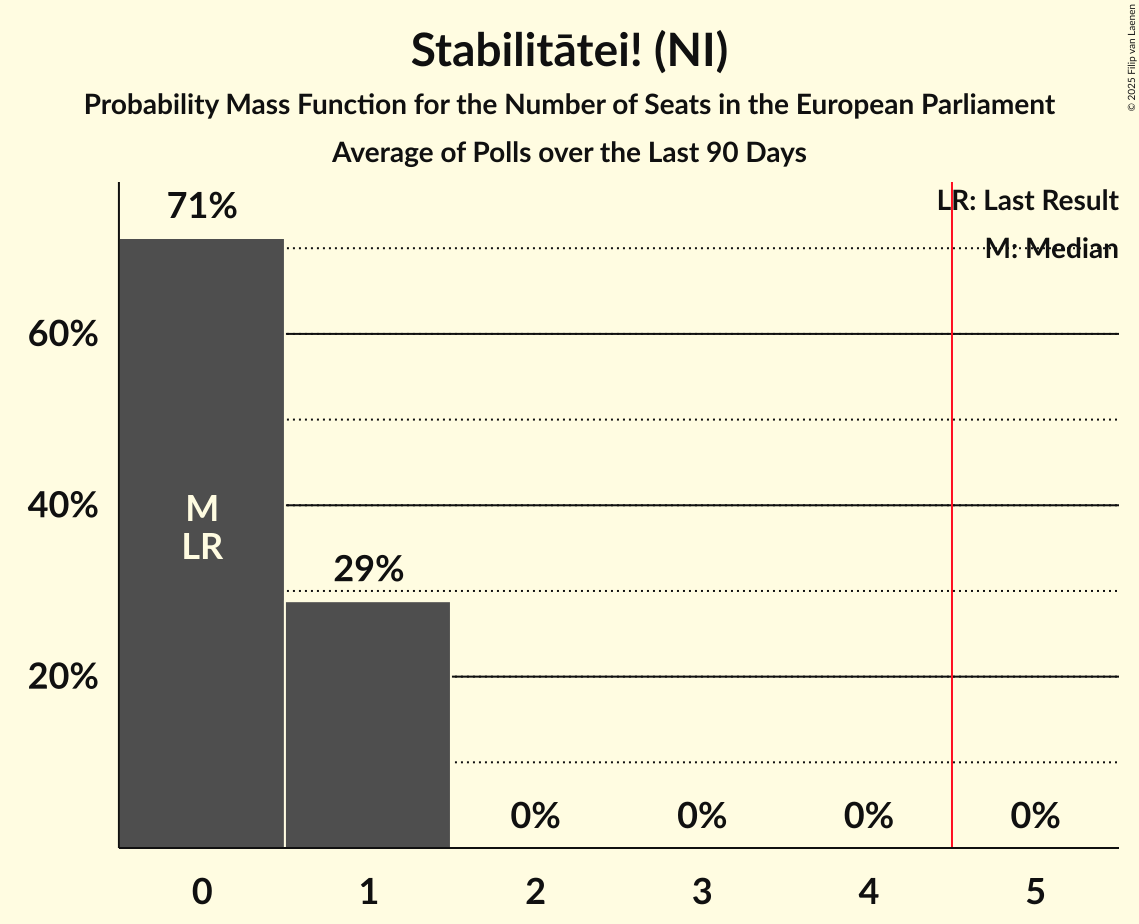 Stabilitātei! (NI)
Probability Mass Function for the Number of Seats in the European Parliament
Average of Polls over the Last 90 Days
© 2025 Filip van Laenen
LR: Last Result
M: Median
71%
60%
40%
20%
M
LR
29%
0%
0%
0%
0%
0
1
2
3
4
5